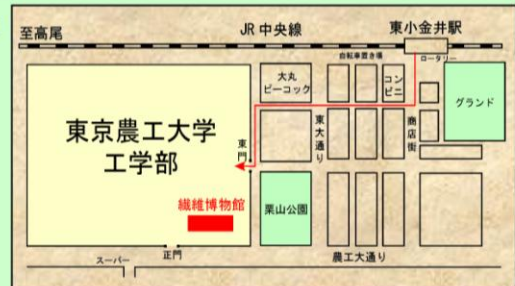 至高尾
JR 中央線
東小金井駅
自転車置き場
ロータリー
大丸
ピーコック
コン
ビニ
グランド
東京農工大学
工学部
東門
東大通り
商店街
繊維博物館
栗山公園
正門
スーパー
農工大通り